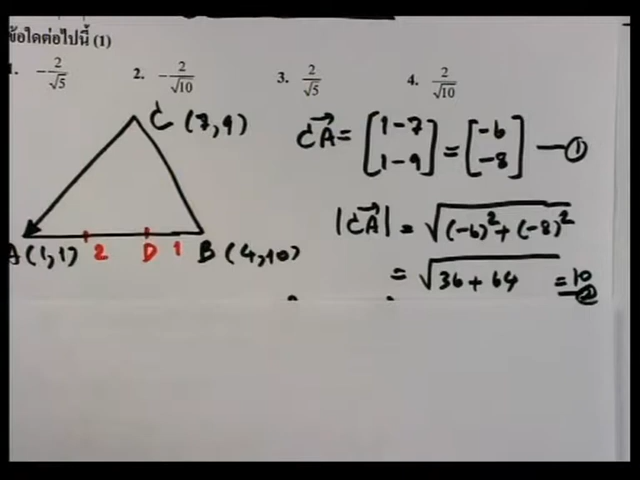 ข้อใดต่อไปนี้ (1)
1. -2/√5 2. -2/√10 3. 2/√5 4. 2/√10
C (7,9) CA⃗ = [1-7 1-9] = [-6 -8] — ①
|CA⃗| = √(-6)²+(-8)²
A(1,1) 2 D 1 B (4,10)
= √36+64 = 10 — ②